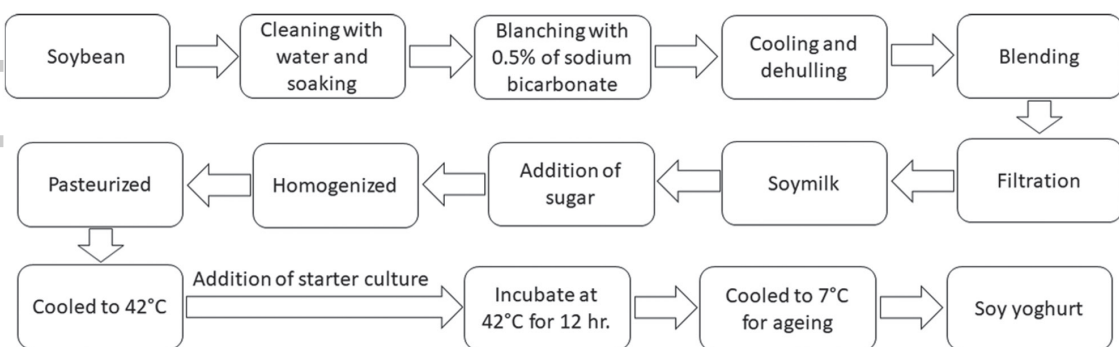 Soybean
Cleaning with
water and
soaking
Blanching with
0.5% of sodium
bicarbonate
Cooling and
dehulling
Blending
Filtration
Soymilk
Addition of
sugar
Homogenized
Pasteurized
Cooled to 42°C
Addition of starter culture
Incubate at
42°C for 12 hr.
Cooled to 7°C
for ageing
Soy yoghurt